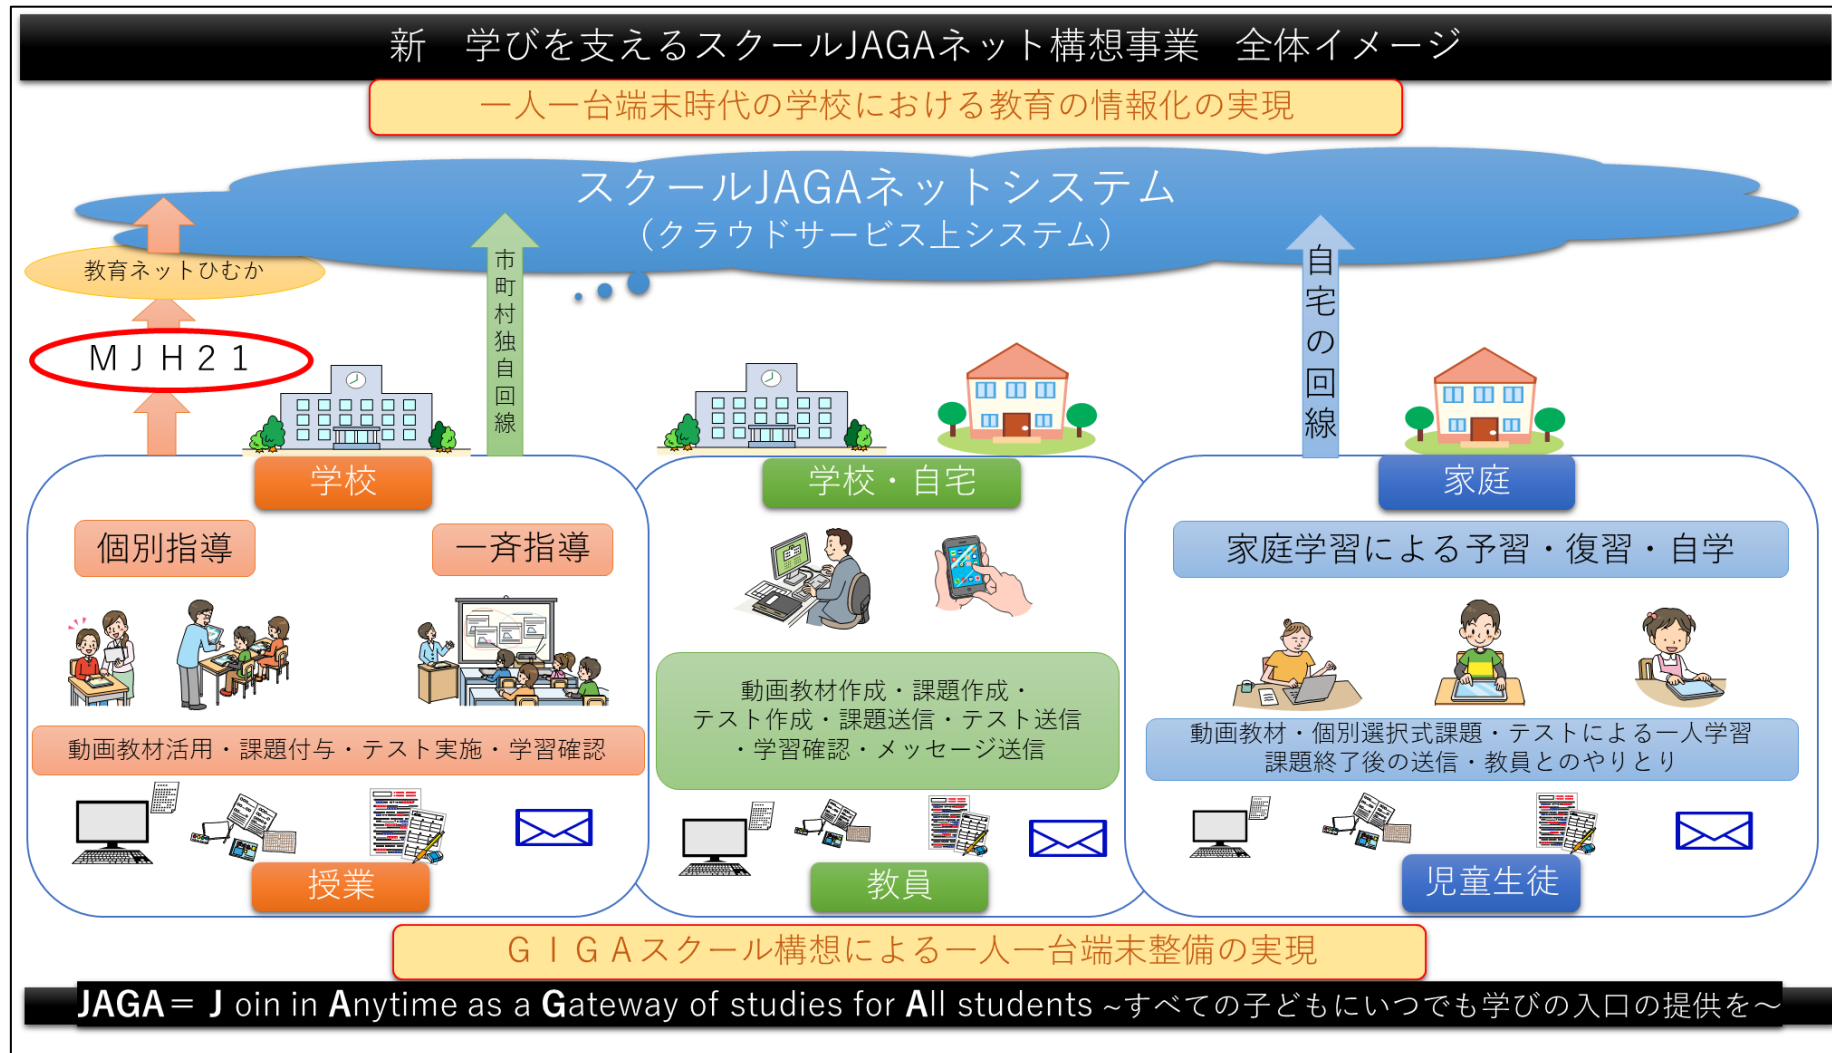 新　学びを支えるスクールJAGAネット構想事業　全体イメージ
一人一台端末時代の学校における教育の情報化の実現
スクールJAGAネットシステム
（クラウドサービス上システム）
教育ネットひむか
ＭＪＨ２１
市町村独自回線
自宅の回線
学校
個別指導
一斉指導
動画教材活用・課題付与・テスト実施・学習確認
授業
学校・自宅
動画教材作成・課題作成・
テスト作成・課題送信・テスト送信
・学習確認・メッセージ送信
教員
家庭
家庭学習による予習・復習・自学
動画教材・個別選択式課題・テストによる一人学習
課題終了後の送信・教員とのやりとり
児童生徒
ＧＩＧＡスクール構想による一人一台端末整備の実現
JAGA＝ J oin in Anytime as a Gateway of studies for All students ~すべての子どもにいつでも学びの入口の提供を～